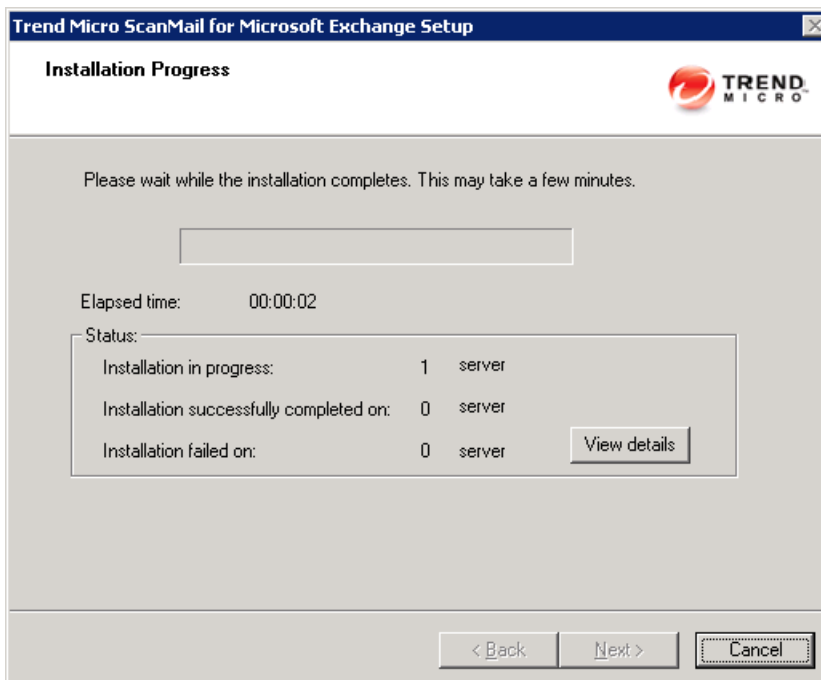 Trend Micro ScanMail for Microsoft Exchange Setup
Installation Progress
TREND
MICRO
Please wait while the installation completes. This may take a few minutes.
Elapsed time: 00:00:02
Status:
Installation in progress: 1 server
Installation successfully completed on: 0 server
Installation failed on: 0 server
View details
< Back Next > Cancel